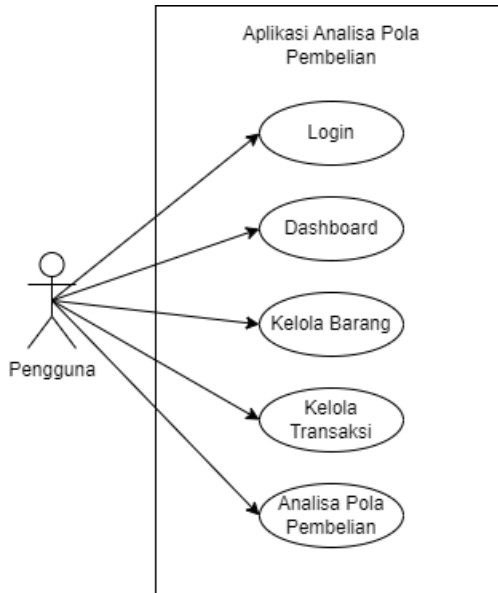 Aplikasi Analisa Pola
Pembelian
Login
Dashboard
Kelola Barang
Pengguna
Kelola
Transaksi
Analisa Pola
Pembelian